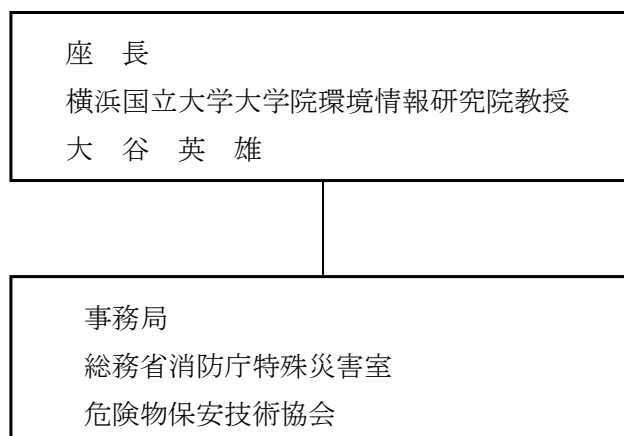 座　長
横浜国立大学大学院環境情報研究院教授
大　谷　英　雄
事務局
総務省消防庁特殊災害室
危険物保安技術協会